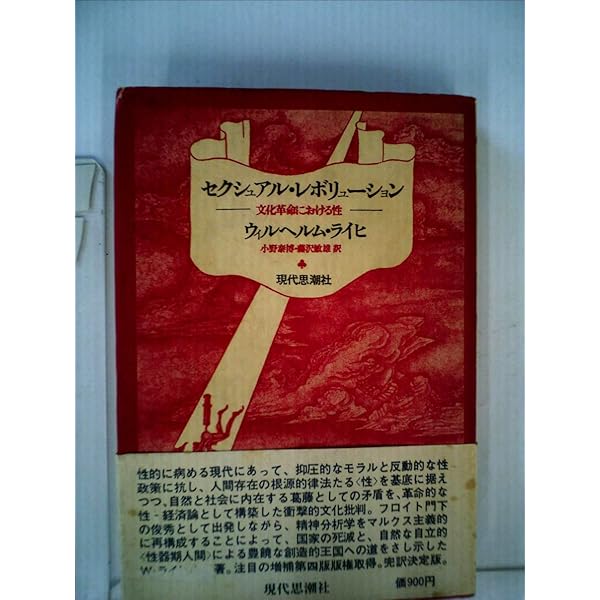 セクシュアル・レボリューション
文化革命における性
ウィルヘルム・ライヒ
小野泰博・藤沢敏雄 訳
現代思潮社
性的に病める現代にあって、抑圧的なモラルと反動的な性
政策に抗し、人間存在の根源的律法たる〈性〉を基底に据え
つつ、自然と社会に内在する葛藤としての矛盾を、革命的な
性-経済論として構築した衝撃的文化批判。フロイト門下
の俊秀として出発しながら、精神分析学をマルクス主義的
に再構成することによって、国家の死滅と、自然な自立的
〈性器期人間〉による豊饒な創造的王国への道をさし示した
W・ライ 著。注目の増補第四版版権取得。完訳決定版。
現代思潮社
価900円